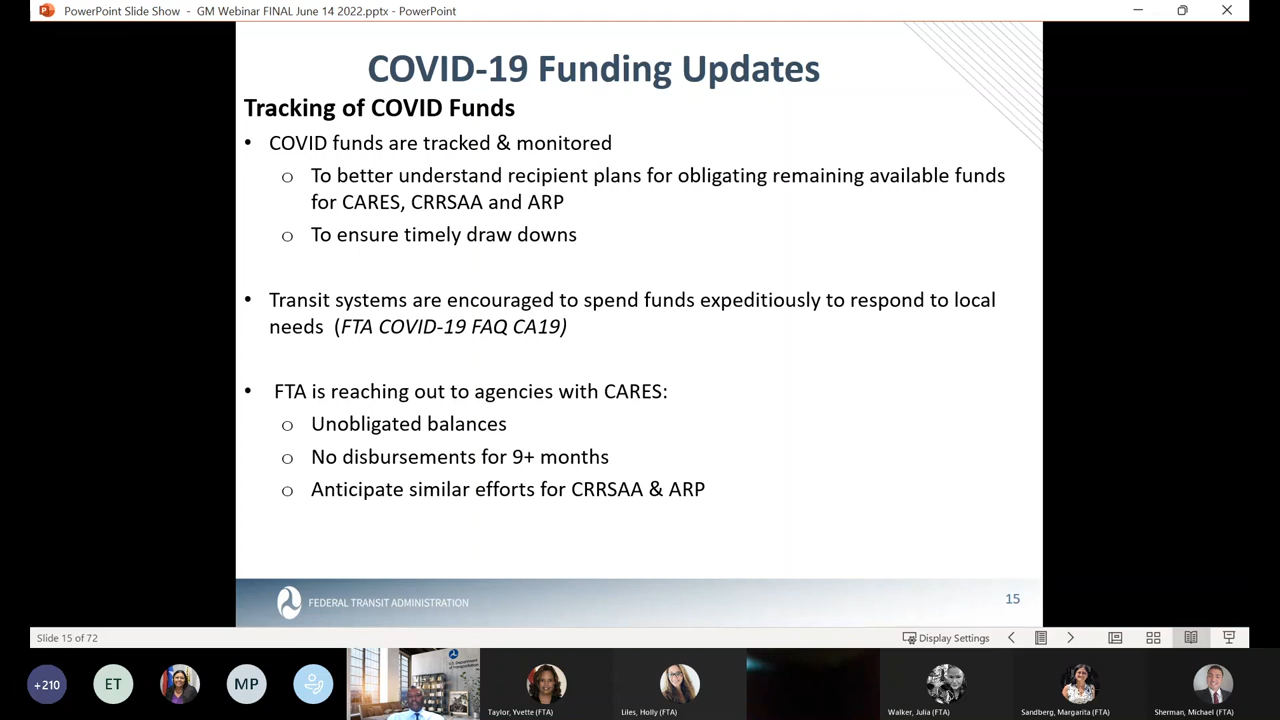 PowerPoint Slide Show - GM Webinar FINAL June 14 2022.pptx - PowerPoint
COVID-19 Funding Updates
Tracking of COVID Funds
• COVID funds are tracked & monitored
o To better understand recipient plans for obligating remaining available funds
for CARES, CRRSAA and ARP
o To ensure timely draw downs
• Transit systems are encouraged to spend funds expeditiously to respond to local
needs (FTA COVID-19 FAQ CA19)
• FTA is reaching out to agencies with CARES:
o Unobligated balances
o No disbursements for 9+ months
o Anticipate similar efforts for CRRSAA & ARP
FEDERAL TRANSIT ADMINISTRATION
15
Slide 15 of 72
Display Settings
+210
ET
MP
U.S. Department
of Transportation
Taylor, Yvette (FTA)
Liles, Holly (FTA)
Walker, Julia (FTA)
Sandberg, Margarita (FTA)
Sherman, Michael (FTA)